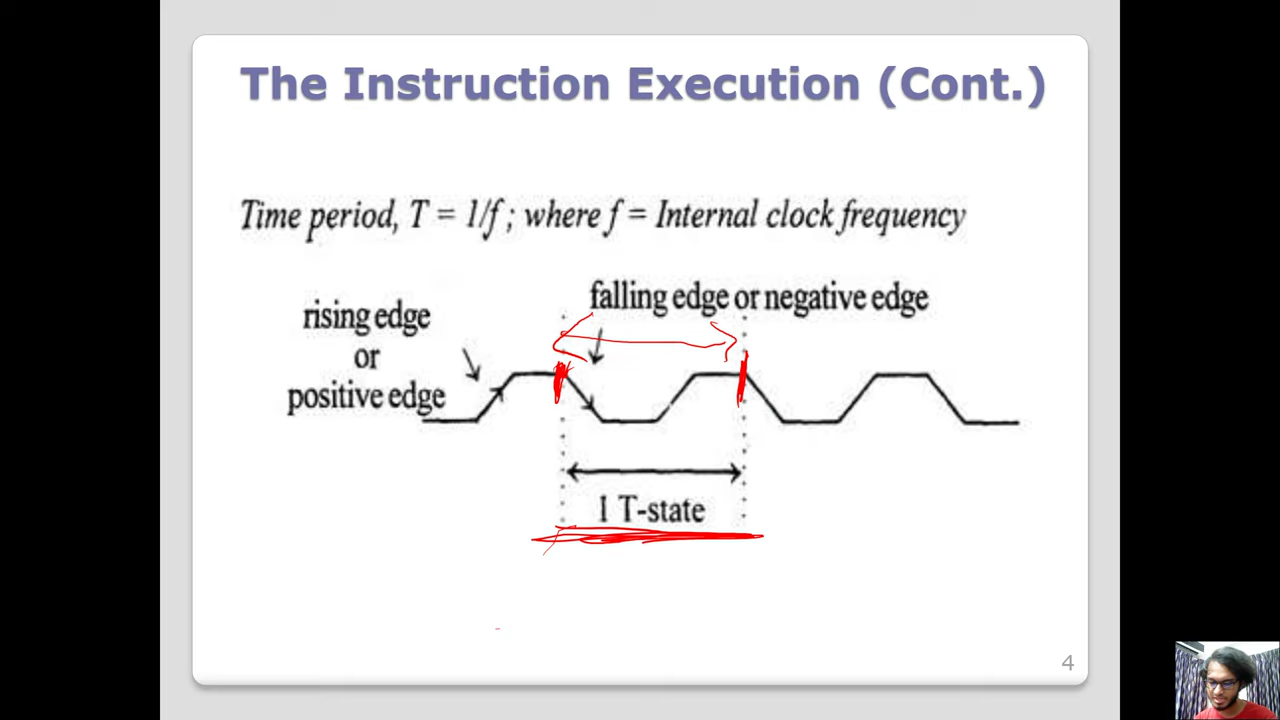 The Instruction Execution (Cont.)
Time period, T = 1/f ; where f = Internal clock frequency
falling edge or negative edge
rising edge
or
positive edge
1 T-state
4